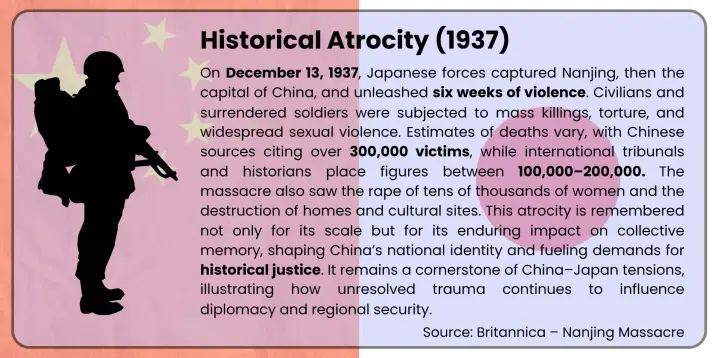 Historical Atrocity (1937)
On December 13, 1937, Japanese forces captured Nanjing, then the
capital of China, and unleashed six weeks of violence. Civilians and
surrendered soldiers were subjected to mass killings, torture, and
widespread sexual violence. Estimates of deaths vary, with Chinese
sources citing over 300,000 victims, while international tribunals
and historians place figures between 100,000–200,000. The
massacre also saw the rape of tens of thousands of women and the
destruction of homes and cultural sites. This atrocity is remembered
not only for its scale but for its enduring impact on collective
memory, shaping China’s national identity and fueling demands for
historical justice. It remains a cornerstone of China–Japan tensions,
illustrating how unresolved trauma continues to influence
diplomacy and regional security.
Source: Britannica – Nanjing Massacre